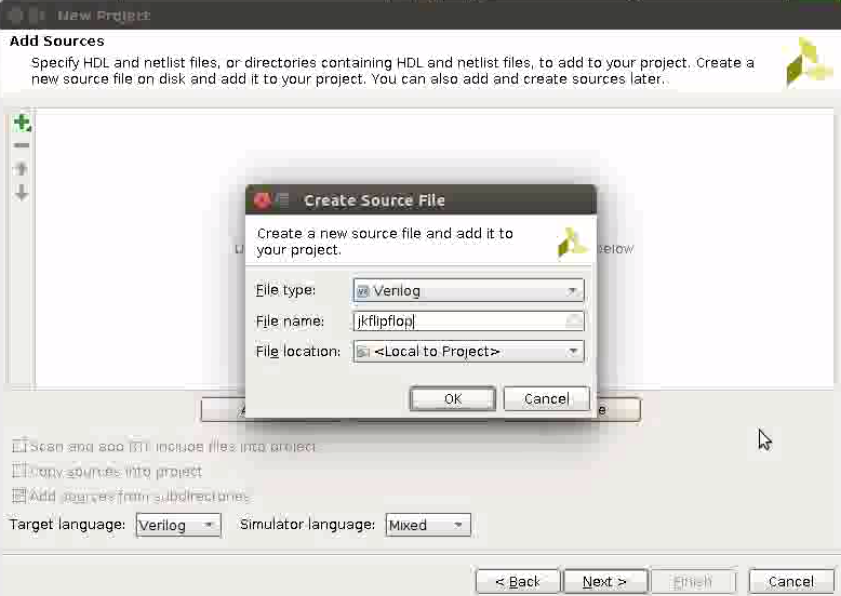 New Project
Add Sources
Specify HDL and netlist files, or directories containing HDL and netlist files, to add to your project. Create a
new source file on disk and add it to your project. You can also add and create sources later.
Create Source File
Create a new source file and add it to
your project.
below
File type: Verilog
File name: jkflipflop
File location: <Local to Project>
OK Cancel
Scan and add RTL include files into project
Copy sources into project
Add sources from subdirectories
Target language: Verilog Simulator language: Mixed
< Back Next > Finish Cancel